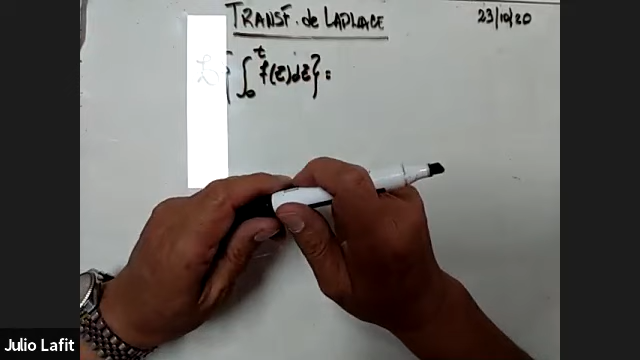 TRANSF. de LAPLACE
23/10/20
ℒ{∫₀ᵗ f(τ)dτ} =
Julio Lafit